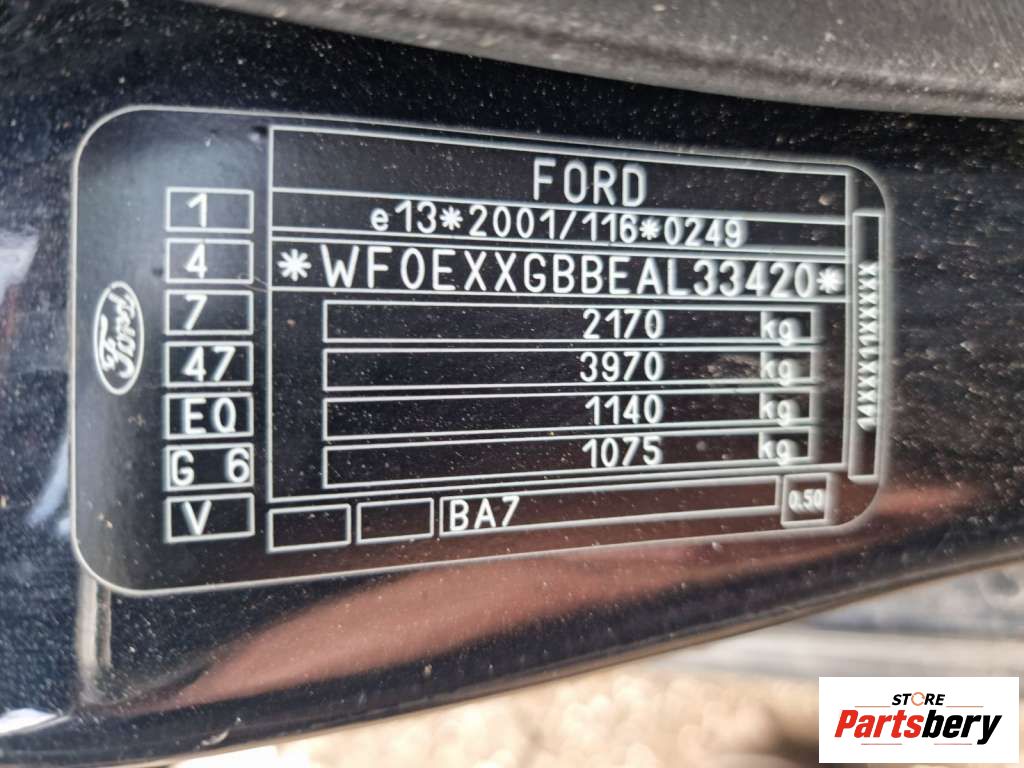 FORD
e13*2001/116*0249
*WF0EXXGBBEAL33420*
1
4
7
47
EQ
G 6
V
2170 kg
3970 kg
1140 kg
1075 kg
BA7
0.50
14XXX11XXXXX
Ford
STORE
Partsbery